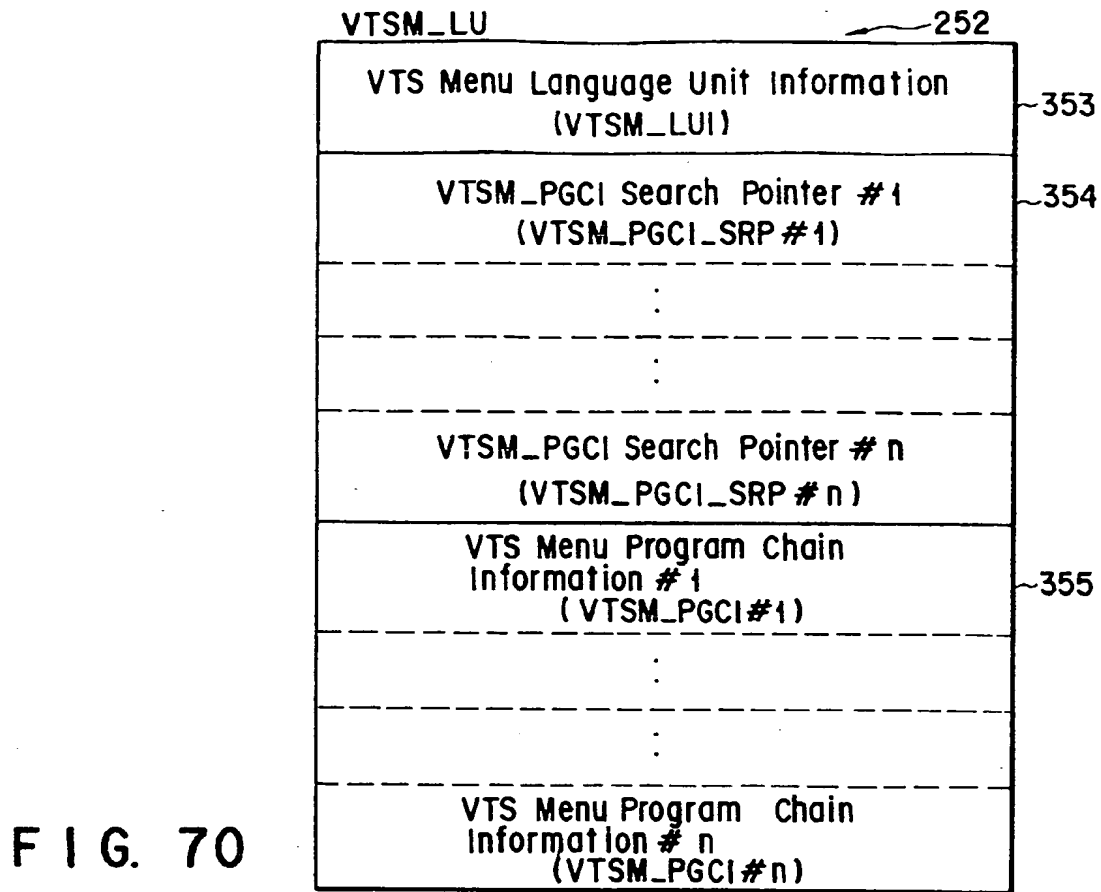 VTSM_LU
252
VTS Menu Language Unit Information
(VTSM_LUI)
353
VTSM_PGCI Search Pointer #1
(VTSM_PGCI_SRP #1)
354
VTSM_PGCI Search Pointer # n
(VTSM_PGCI_SRP # n)
VTS Menu Program Chain
Information # 1
(VTSM_PGCI#1)
355
VTS Menu Program Chain
Information # n
(VTSM_PGCI#n)
FIG. 70